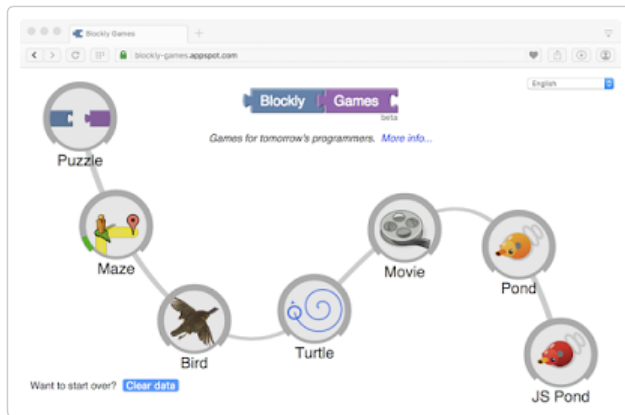 Blockly Games
blockly-games.appspot.com
English
Blockly Games
beta
Games for tomorrow's programmers. More info...
Puzzle
Maze
Bird
Turtle
Movie
Pond
JS Pond
Want to start over? Clear data